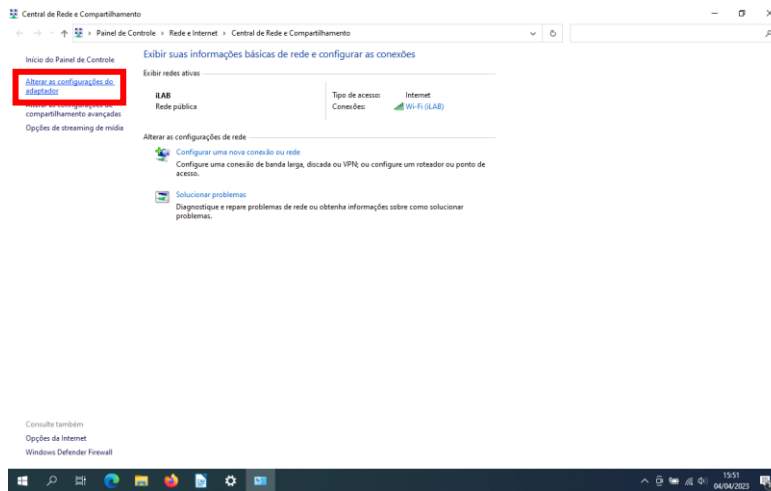 Central de Rede e Compartilhamento
Painel de Controle > Rede e Internet > Central de Rede e Compartilhamento
Início do Painel de Controle
Alterar as configurações do
adaptador
Alterar as configurações de
compartilhamento avançadas
Opções de streaming de mídia
Exibir suas informações básicas de rede e configurar as conexões
Exibir redes ativas
iLAB
Rede pública
Tipo de acesso: Internet
Conexões: Wi-Fi (iLAB)
Alterar as configurações de rede
Configurar uma nova conexão ou rede
Configure uma conexão de banda larga, discada ou VPN; ou configure um roteador ou ponto de
acesso.
Solucionar problemas
Diagnostique e repare problemas de rede ou obtenha informações sobre como solucionar
problemas.
Consulte também
Opções da Internet
Windows Defender Firewall
15:51
04/04/2023